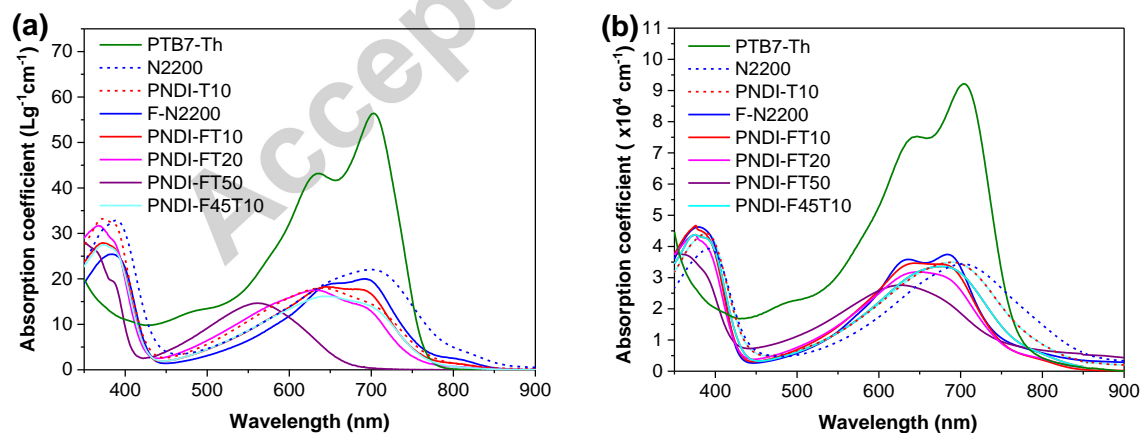 (a)
Absorption coefficient (Lg⁻¹cm⁻¹)
70
60
50
40
30
20
10
0
PTB7-Th
N2200
PNDI-T10
F-N2200
PNDI-FT10
PNDI-FT20
PNDI-FT50
PNDI-F45T10
400 500 600 700 800 900
Wavelength (nm)
Accep
(b)
Absorption coefficient ( x10⁴ cm⁻¹)
11
10
9
8
7
6
5
4
3
2
1
0
PTB7-Th
N2200
PNDI-T10
F-N2200
PNDI-FT10
PNDI-FT20
PNDI-FT50
PNDI-F45T10
400 500 600 700 800 900
Wavelength (nm)